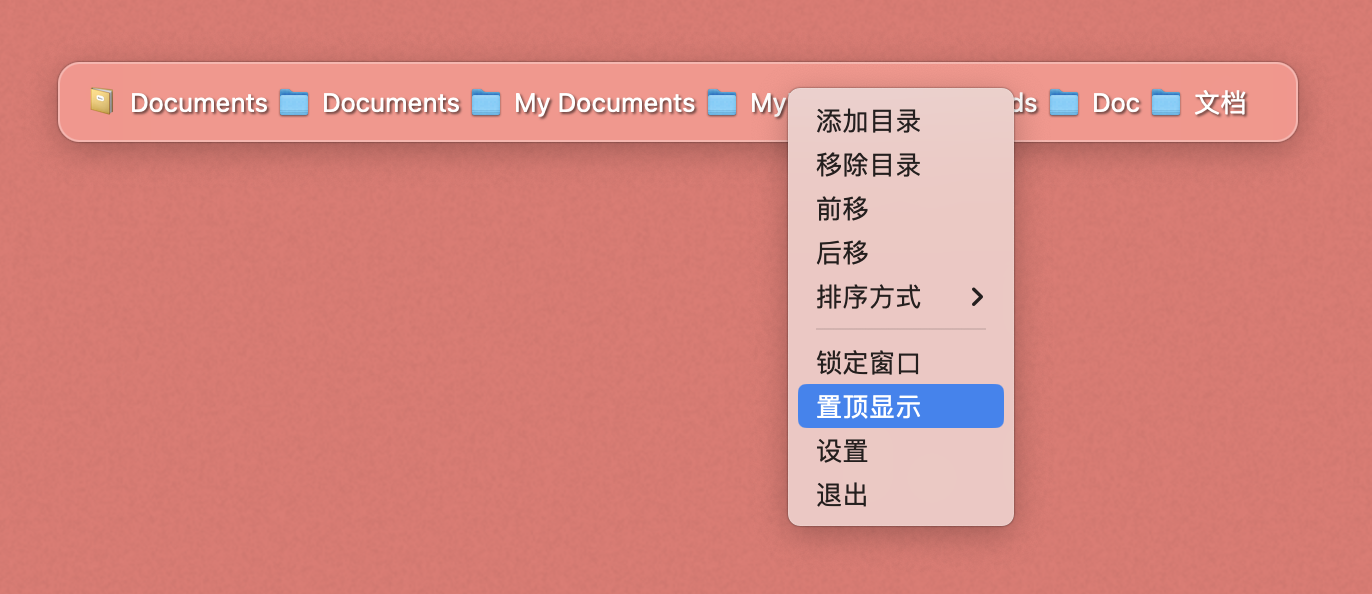 Documents Documents My Documents My ds Doc 文档
添加目录
移除目录
前移
后移
排序方式
锁定窗口
置顶显示
设置
退出